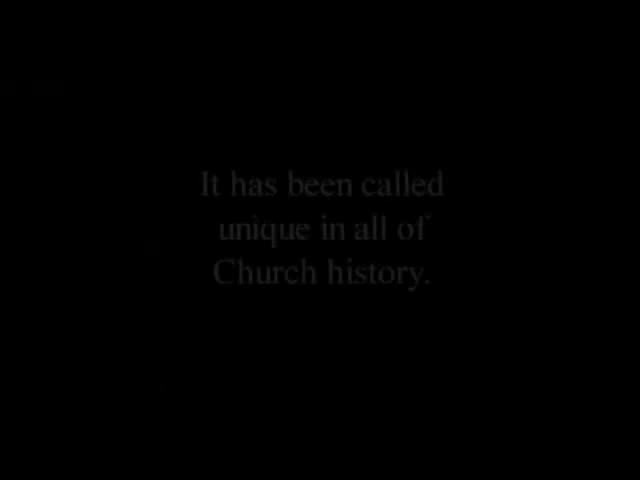 It has been called
unique in all of
Church history.